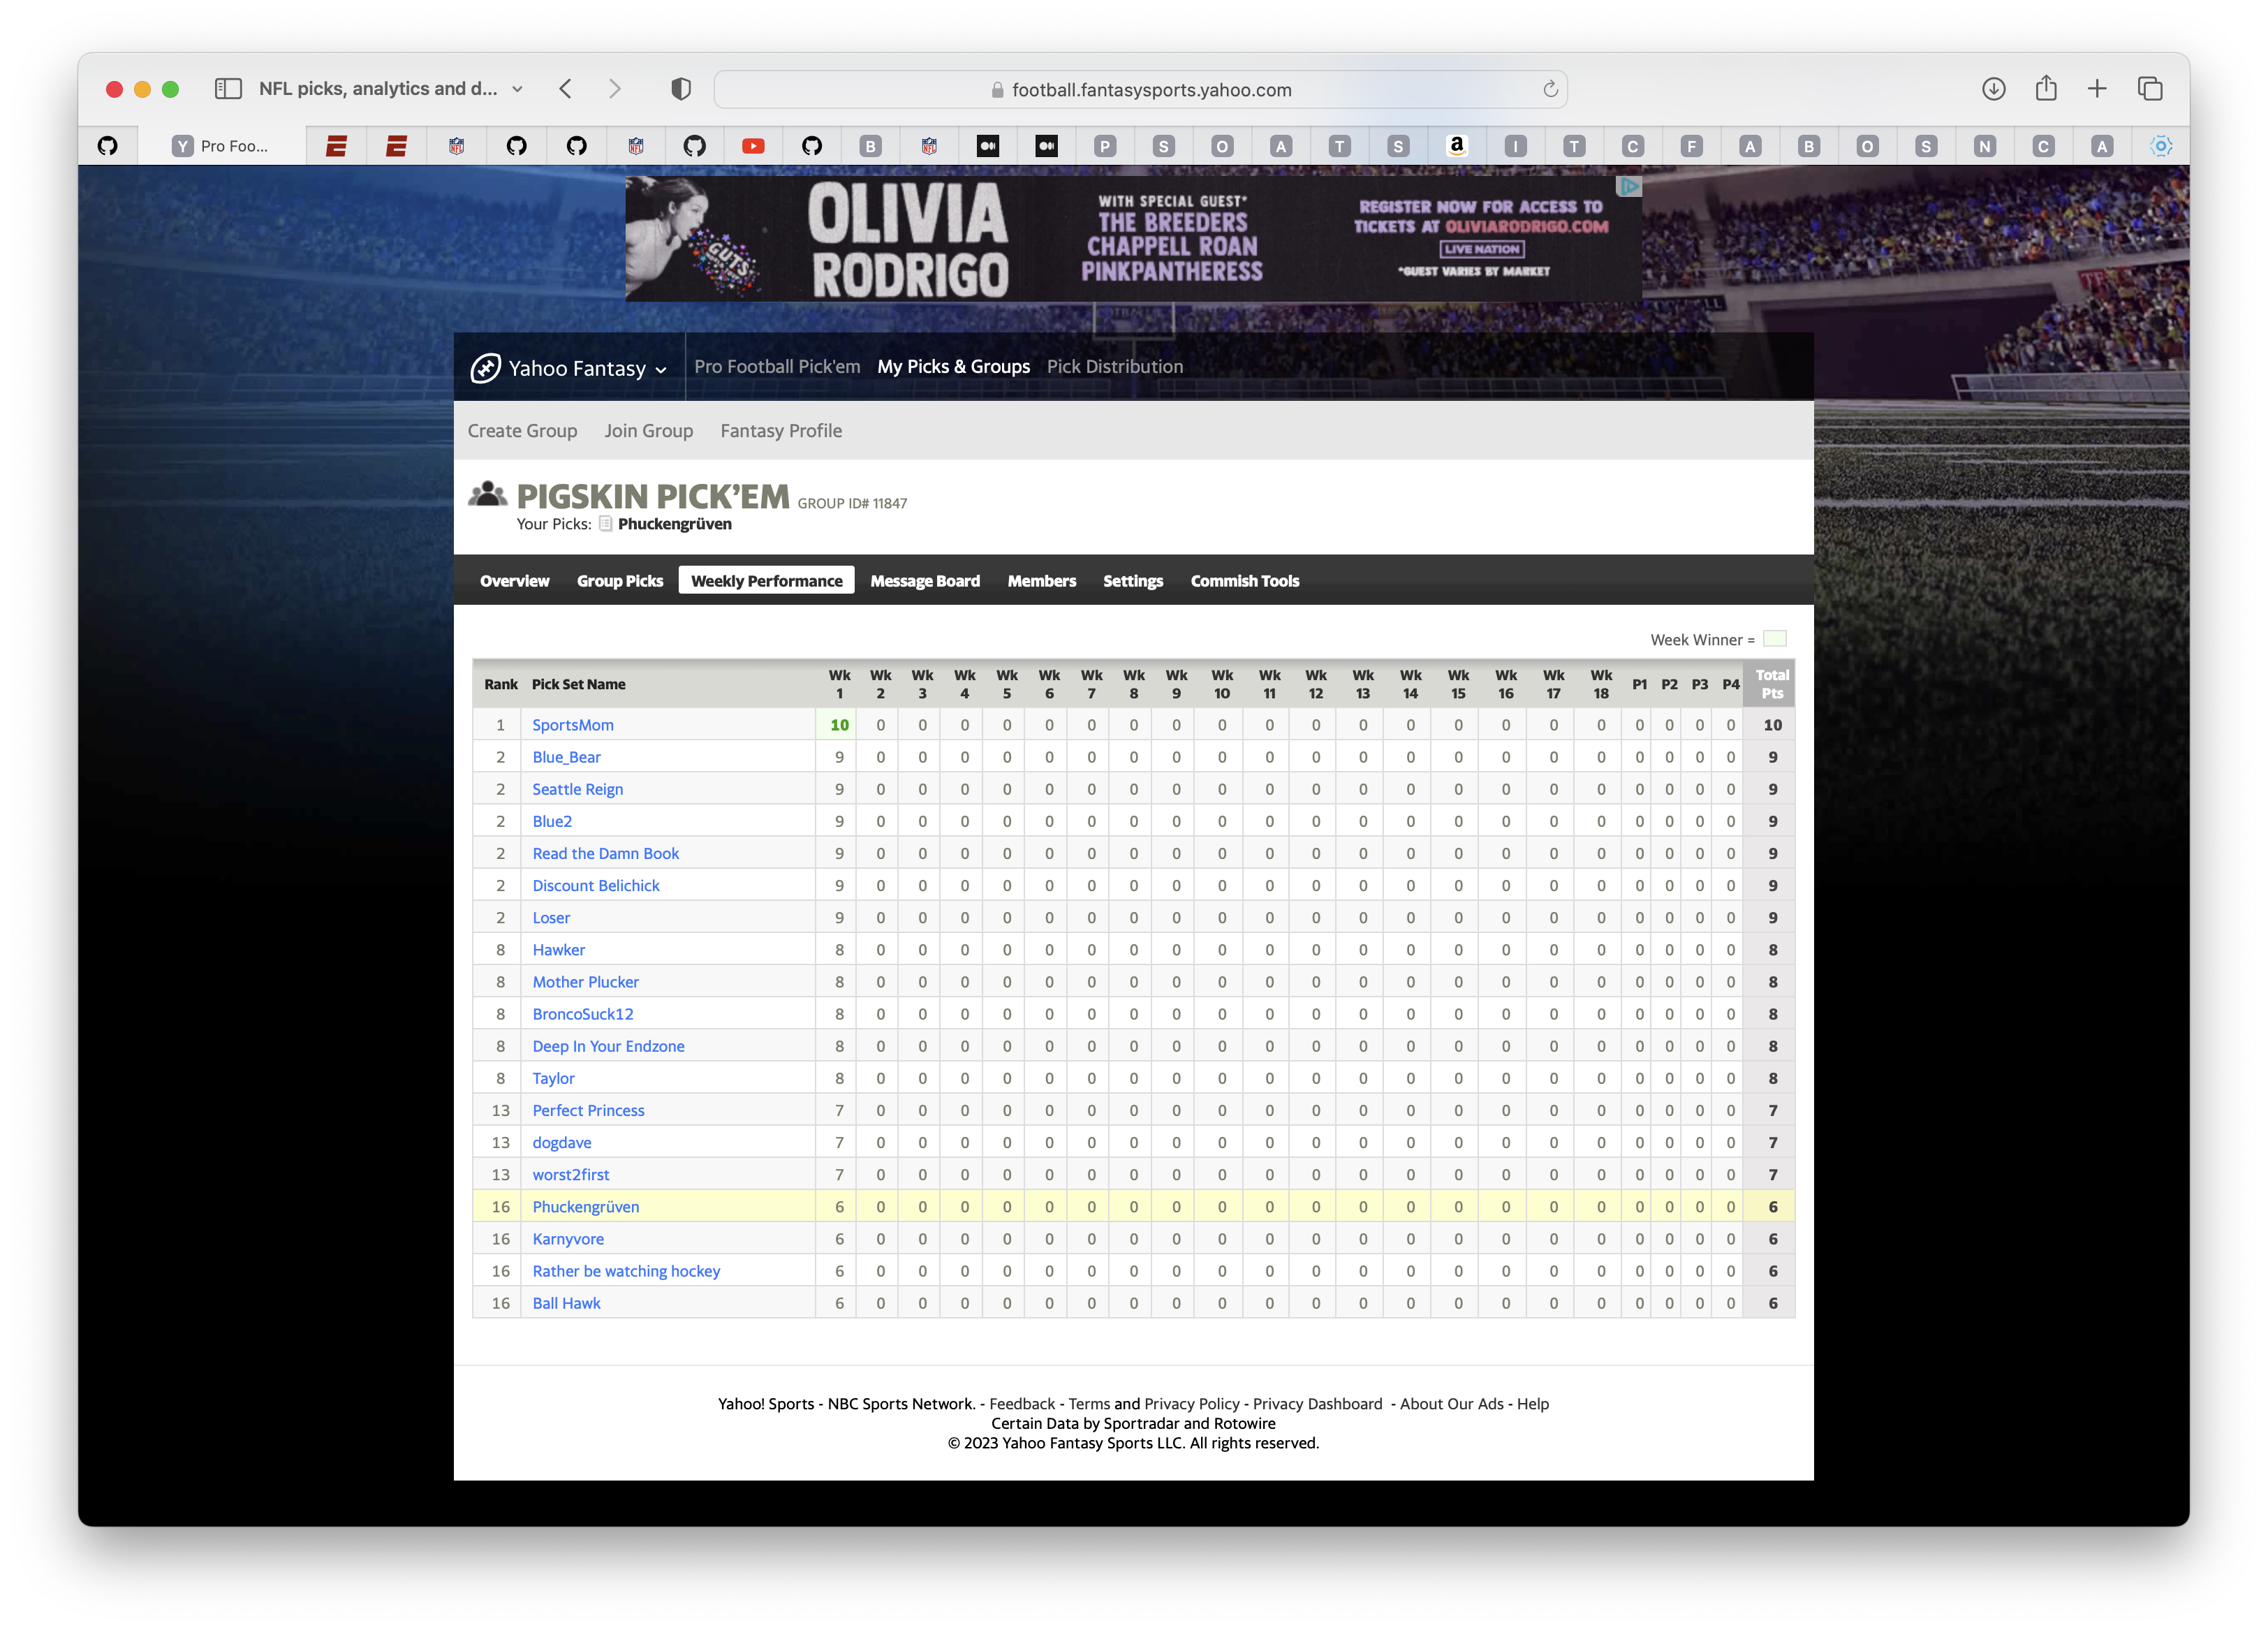 NFL picks, analytics and d...
football.fantasysports.yahoo.com
Y Pro Foo... B P S O A T S a I T C F A B O S N C A
OLIVIA RODRIGO
GUTS
WITH SPECIAL GUEST*
THE BREEDERS
CHAPPELL ROAN
PINKPANTHERESS
REGISTER NOW FOR ACCESS TO
TICKETS AT OLIVIARODRIGO.COM
LIVE NATION
*GUEST VARIES BY MARKET
Yahoo Fantasy Pro Football Pick'em My Picks & Groups Pick Distribution
Create Group Join Group Fantasy Profile
PIGSKIN PICK'EM GROUP ID# 11847
Your Picks: Phuckengrüven
Overview Group Picks Weekly Performance Message Board Members Settings Commish Tools
Week Winner =
Rank Pick Set Name Wk 1 Wk 2 Wk 3 Wk 4 Wk 5 Wk 6 Wk 7 Wk 8 Wk 9 Wk 10 Wk 11 Wk 12 Wk 13 Wk 14 Wk 15 Wk 16 Wk 17 Wk 18 P1 P2 P3 P4 Total Pts
1 SportsMom 10 0 0 0 0 0 0 0 0 0 0 0 0 0 0 0 0 0 0 0 0 0 10
2 Blue_Bear 9 0 0 0 0 0 0 0 0 0 0 0 0 0 0 0 0 0 0 0 0 0 9
2 Seattle Reign 9 0 0 0 0 0 0 0 0 0 0 0 0 0 0 0 0 0 0 0 0 0 9
2 Blue2 9 0 0 0 0 0 0 0 0 0 0 0 0 0 0 0 0 0 0 0 0 0 9
2 Read the Damn Book 9 0 0 0 0 0 0 0 0 0 0 0 0 0 0 0 0 0 0 0 0 0 9
2 Discount Belichick 9 0 0 0 0 0 0 0 0 0 0 0 0 0 0 0 0 0 0 0 0 0 9
2 Loser 9 0 0 0 0 0 0 0 0 0 0 0 0 0 0 0 0 0 0 0 0 0 9
8 Hawker 8 0 0 0 0 0 0 0 0 0 0 0 0 0 0 0 0 0 0 0 0 0 8
8 Mother Plucker 8 0 0 0 0 0 0 0 0 0 0 0 0 0 0 0 0 0 0 0 0 0 8
8 BroncoSuck12 8 0 0 0 0 0 0 0 0 0 0 0 0 0 0 0 0 0 0 0 0 0 8
8 Deep In Your Endzone 8 0 0 0 0 0 0 0 0 0 0 0 0 0 0 0 0 0 0 0 0 0 8
8 Taylor 8 0 0 0 0 0 0 0 0 0 0 0 0 0 0 0 0 0 0 0 0 0 8
13 Perfect Princess 7 0 0 0 0 0 0 0 0 0 0 0 0 0 0 0 0 0 0 0 0 0 7
13 dogdave 7 0 0 0 0 0 0 0 0 0 0 0 0 0 0 0 0 0 0 0 0 0 7
13 worst2first 7 0 0 0 0 0 0 0 0 0 0 0 0 0 0 0 0 0 0 0 0 0 7
16 Phuckengrüven 6 0 0 0 0 0 0 0 0 0 0 0 0 0 0 0 0 0 0 0 0 0 6
16 Karnyvore 6 0 0 0 0 0 0 0 0 0 0 0 0 0 0 0 0 0 0 0 0 0 6
16 Rather be watching hockey 6 0 0 0 0 0 0 0 0 0 0 0 0 0 0 0 0 0 0 0 0 0 6
16 Ball Hawk 6 0 0 0 0 0 0 0 0 0 0 0 0 0 0 0 0 0 0 0 0 0 6
Yahoo! Sports - NBC Sports Network. - Feedback - Terms and Privacy Policy - Privacy Dashboard - About Our Ads - Help
Certain Data by Sportradar and Rotowire
© 2023 Yahoo Fantasy Sports LLC. All rights reserved.